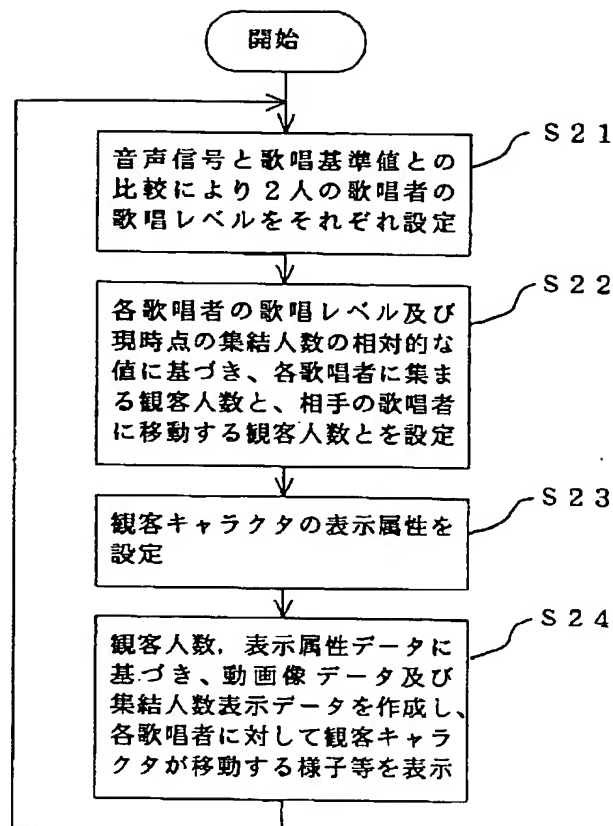 開始
S21
音声信号と歌唱基準値との
比較により2人の歌唱者の
歌唱レベルをそれぞれ設定
S22
各歌唱者の歌唱レベル及び
現時点の集結人数の相対的な
値に基づき、各歌唱者に集ま
る観客人数と、相手の歌唱者
に移動する観客人数とを設定
S23
観客キャラクタの表示属性を
設定
S24
観客人数,表示属性データに
基づき、動画像データ及び
集結人数表示データを作成し、
各歌唱者に対して観客キャラ
クタが移動する様子等を表示